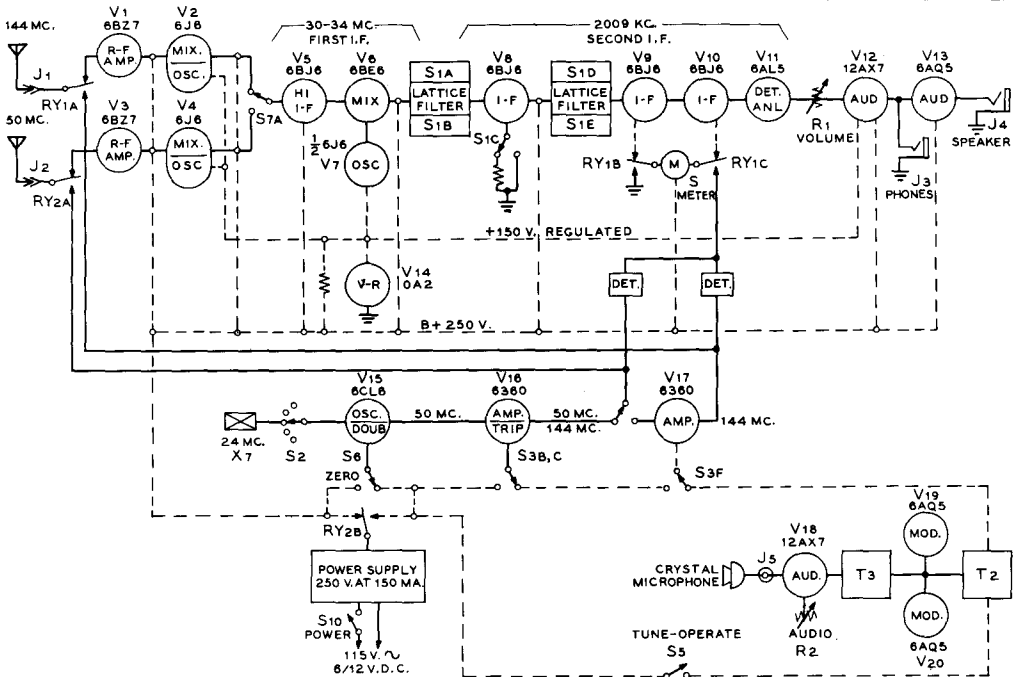 144 MC.
J1
RY1A
50 MC.
J2
RY2A
V1
6BZ7
R-F
AMP.
V2
6J6
MIX.
OSC.
V3
6BZ7
R-F
AMP.
V4
6J6
MIX.
OSC
S7A
30-34 MC.
FIRST I.F.
V5
6BJ6
HI
I-F
V6
6BE6
MIX
1/2 6J6
V7
OSC
S1A
LATTICE
FILTER
S1B
2009 KC.
SECOND I.F.
V8
6BJ6
I-F
S1C
S1D
LATTICE
FILTER
S1E
V9
6BJ6
I-F
V10
6BJ6
I-F
V11
6AL5
DET.
ANL
R1
VOLUME
V12
12AX7
AUD
V13
6AQ5
AUD
J4
SPEAKER
J3
PHONES
RY1B
M
S
METER
RY1C
+150 V. REGULATED
V-R
V14
0A2
DET.
DET.
B+ 250 V.
24 MC.
X7
S2
V15
6CL6
OSC.
DOUB
50 MC.
V16
6360
AMP.
TRIP
50 MC.
144 MC.
V17
6360
AMP.
144 MC.
S6
ZERO
S3B, C
S3F
RY2B
POWER SUPPLY
250 V. AT 150 MA.
S10
POWER
115 V. ~
6/12 V. D.C.
CRYSTAL
MICROPHONE
J5
V18
12AX7
AUD.
AUDIO
R2
T3
V19
6AQ5
MOD.
MOD.
6AQ5
V20
T2
TUNE-OPERATE
S5